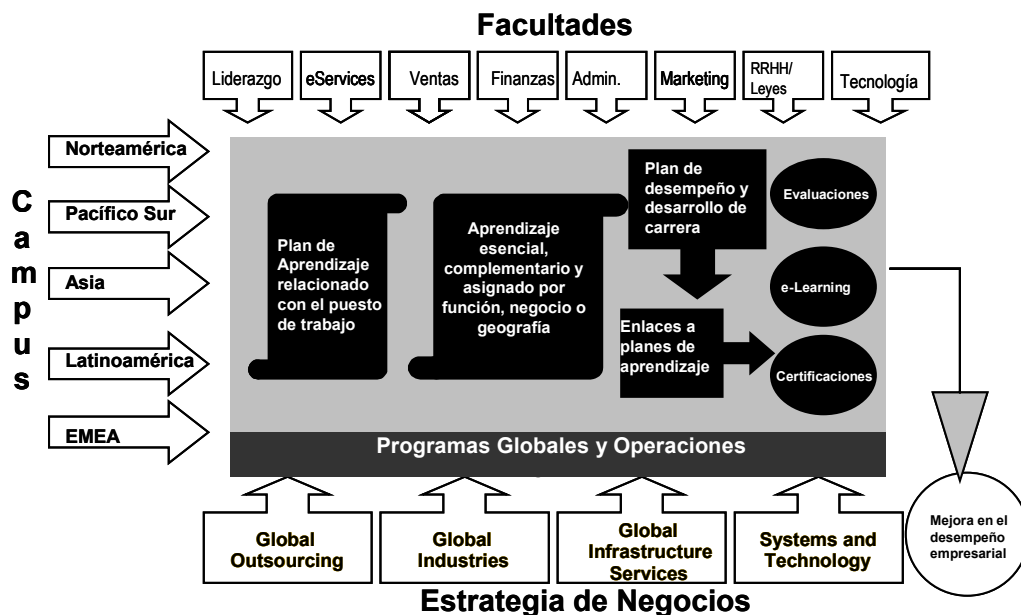 Facultades
Liderazgo
eServices
Ventas
Finanzas
Admin.
Marketing
RRHH/
Leyes
Tecnología
Campus
Norteamérica
Pacífico Sur
Asia
Latinoamérica
EMEA
Plan de
Aprendizaje
relacionado
con el puesto
de trabajo
Aprendizaje
esencial,
complementario y
asignado por
función, negocio o
geografía
Plan de
desempeño y
desarrollo de
carrera
Enlaces a
planes de
aprendizaje
Evaluaciones
e-Learning
Certificaciones
Programas Globales y Operaciones
Global
Outsourcing
Global
Industries
Global
Infrastructure
Services
Systems and
Technology
Mejora en el
desempeño
empresarial
Estrategia de Negocios